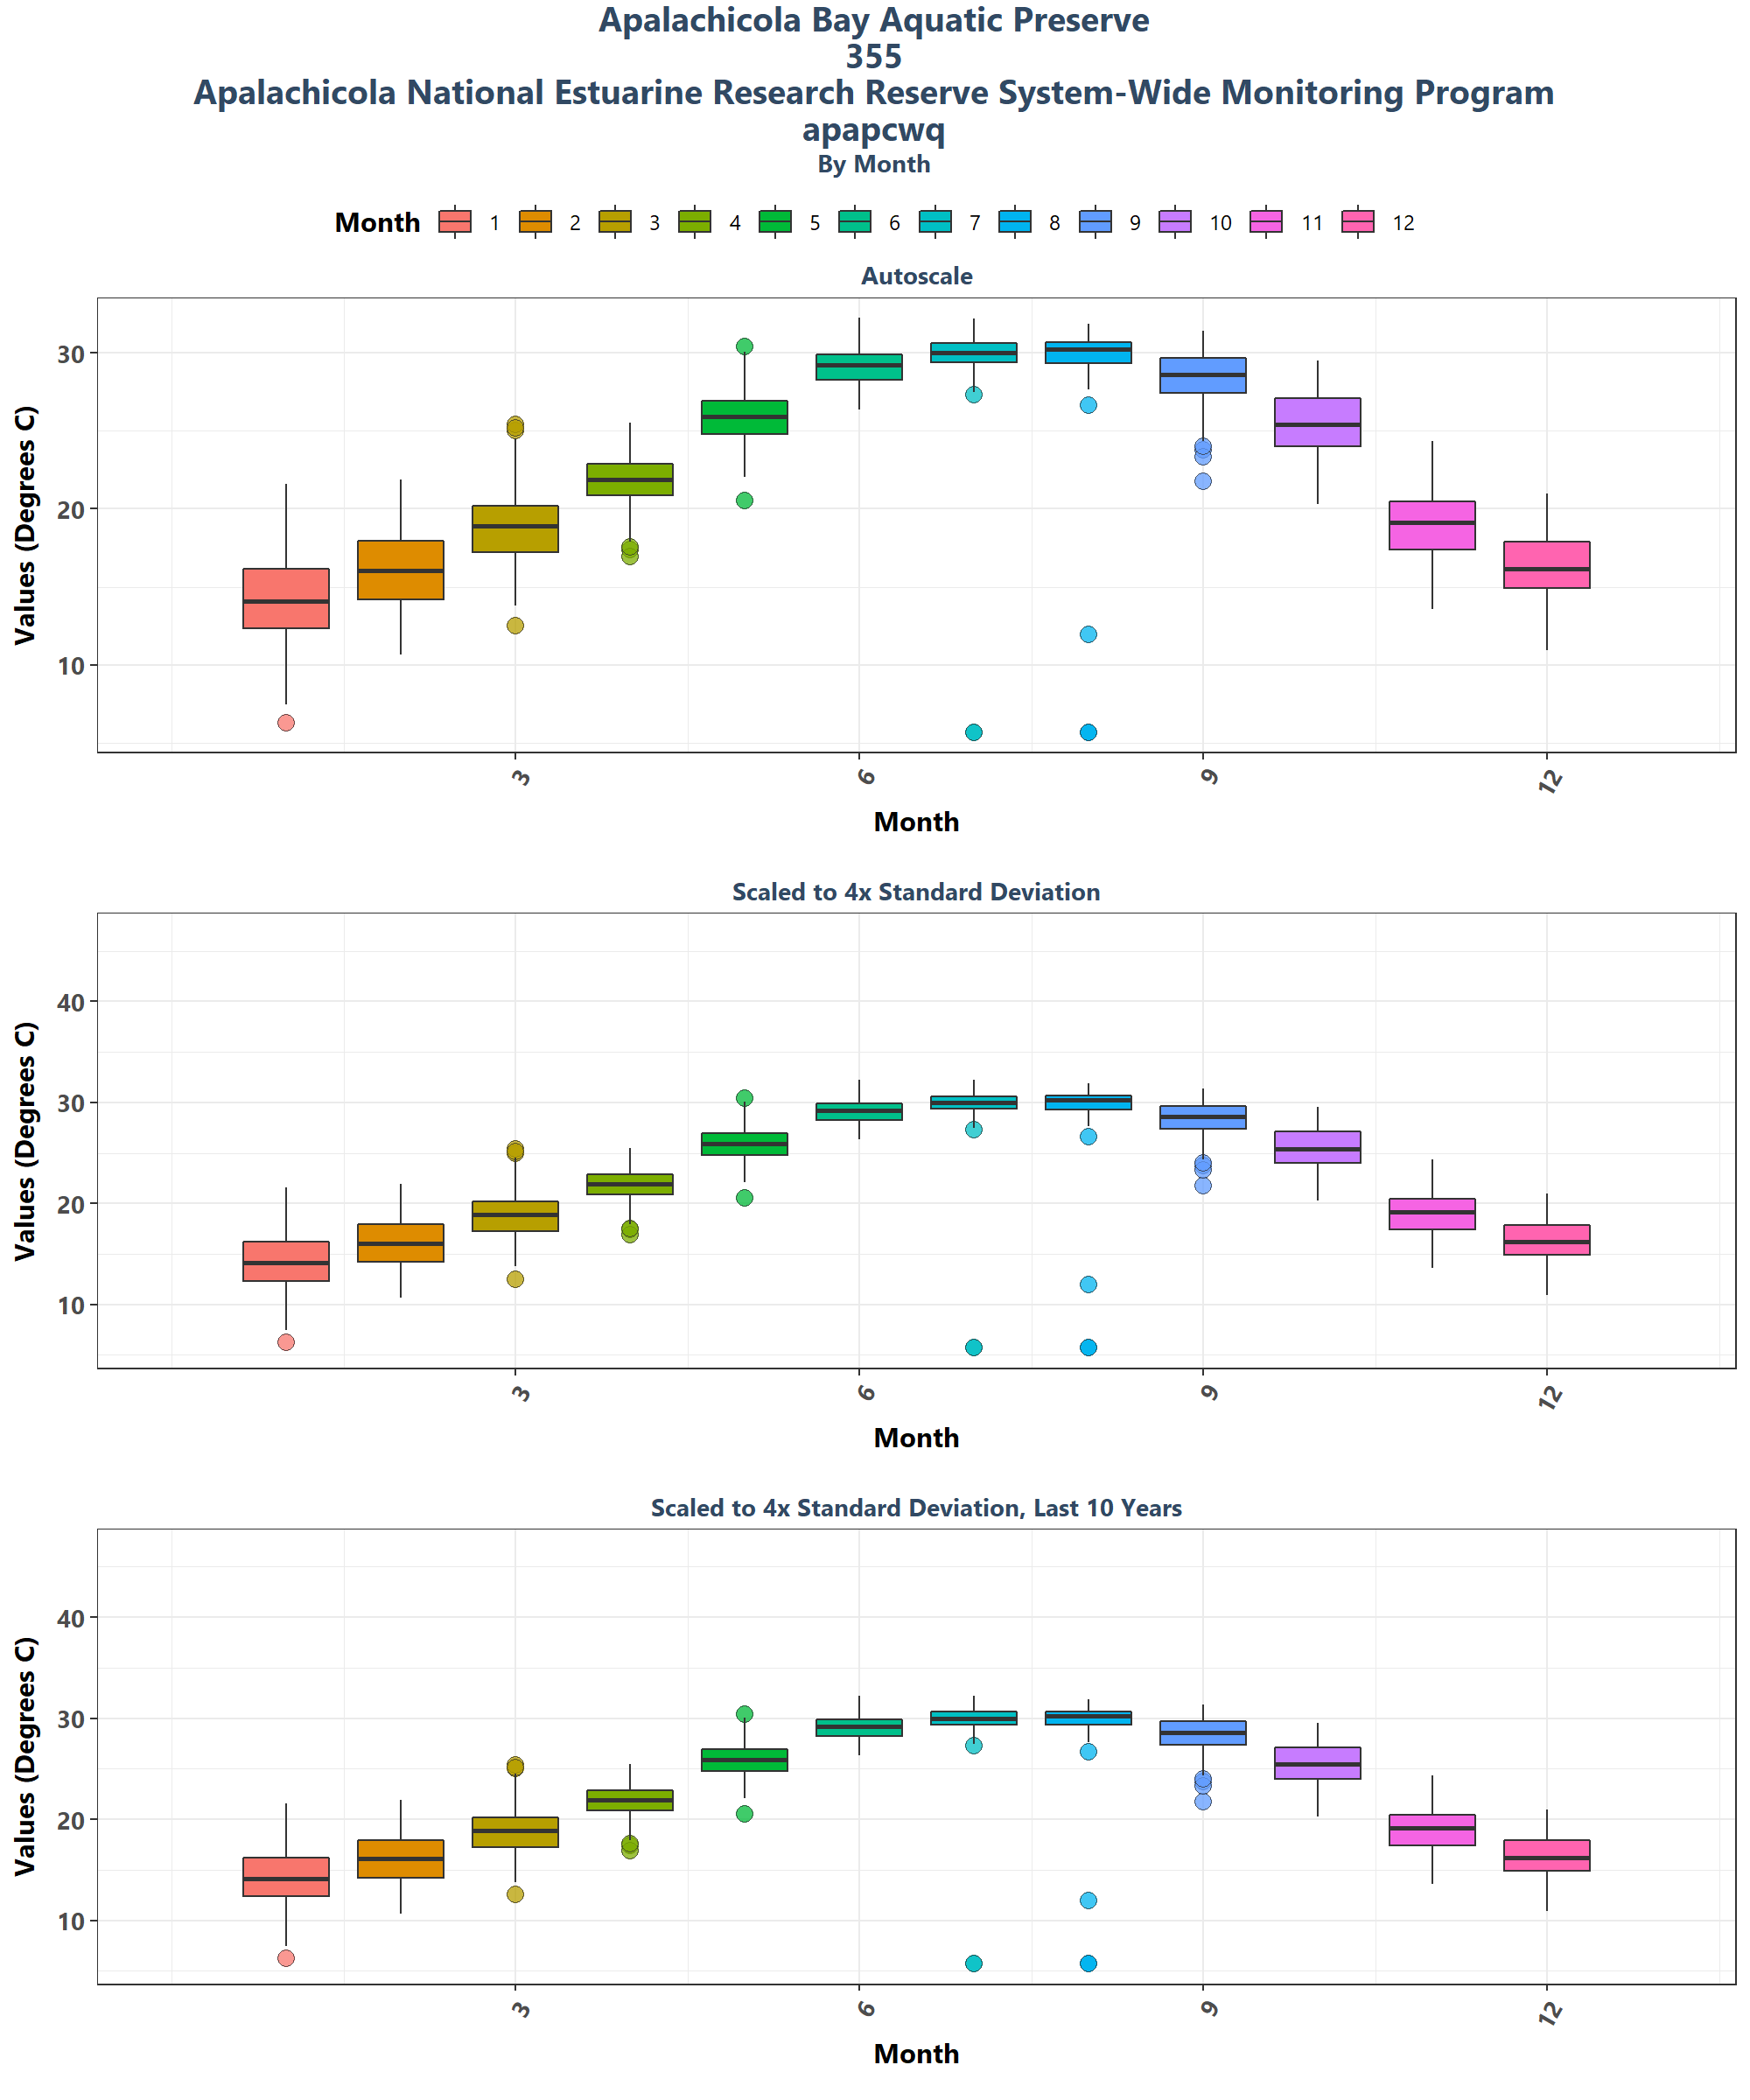 Apalachicola Bay Aquatic Preserve
355
Apalachicola National Estuarine Research Reserve System-Wide Monitoring Program
apapcwq
By Month
Month 1 2 3 4 5 6 7 8 9 10 11 12
Autoscale
Values (Degrees C)
30
20
10
3 6 9 12
Month
Scaled to 4x Standard Deviation
Values (Degrees C)
40
30
20
10
3 6 9 12
Month
Scaled to 4x Standard Deviation, Last 10 Years
Values (Degrees C)
40
30
20
10
3 6 9 12
Month